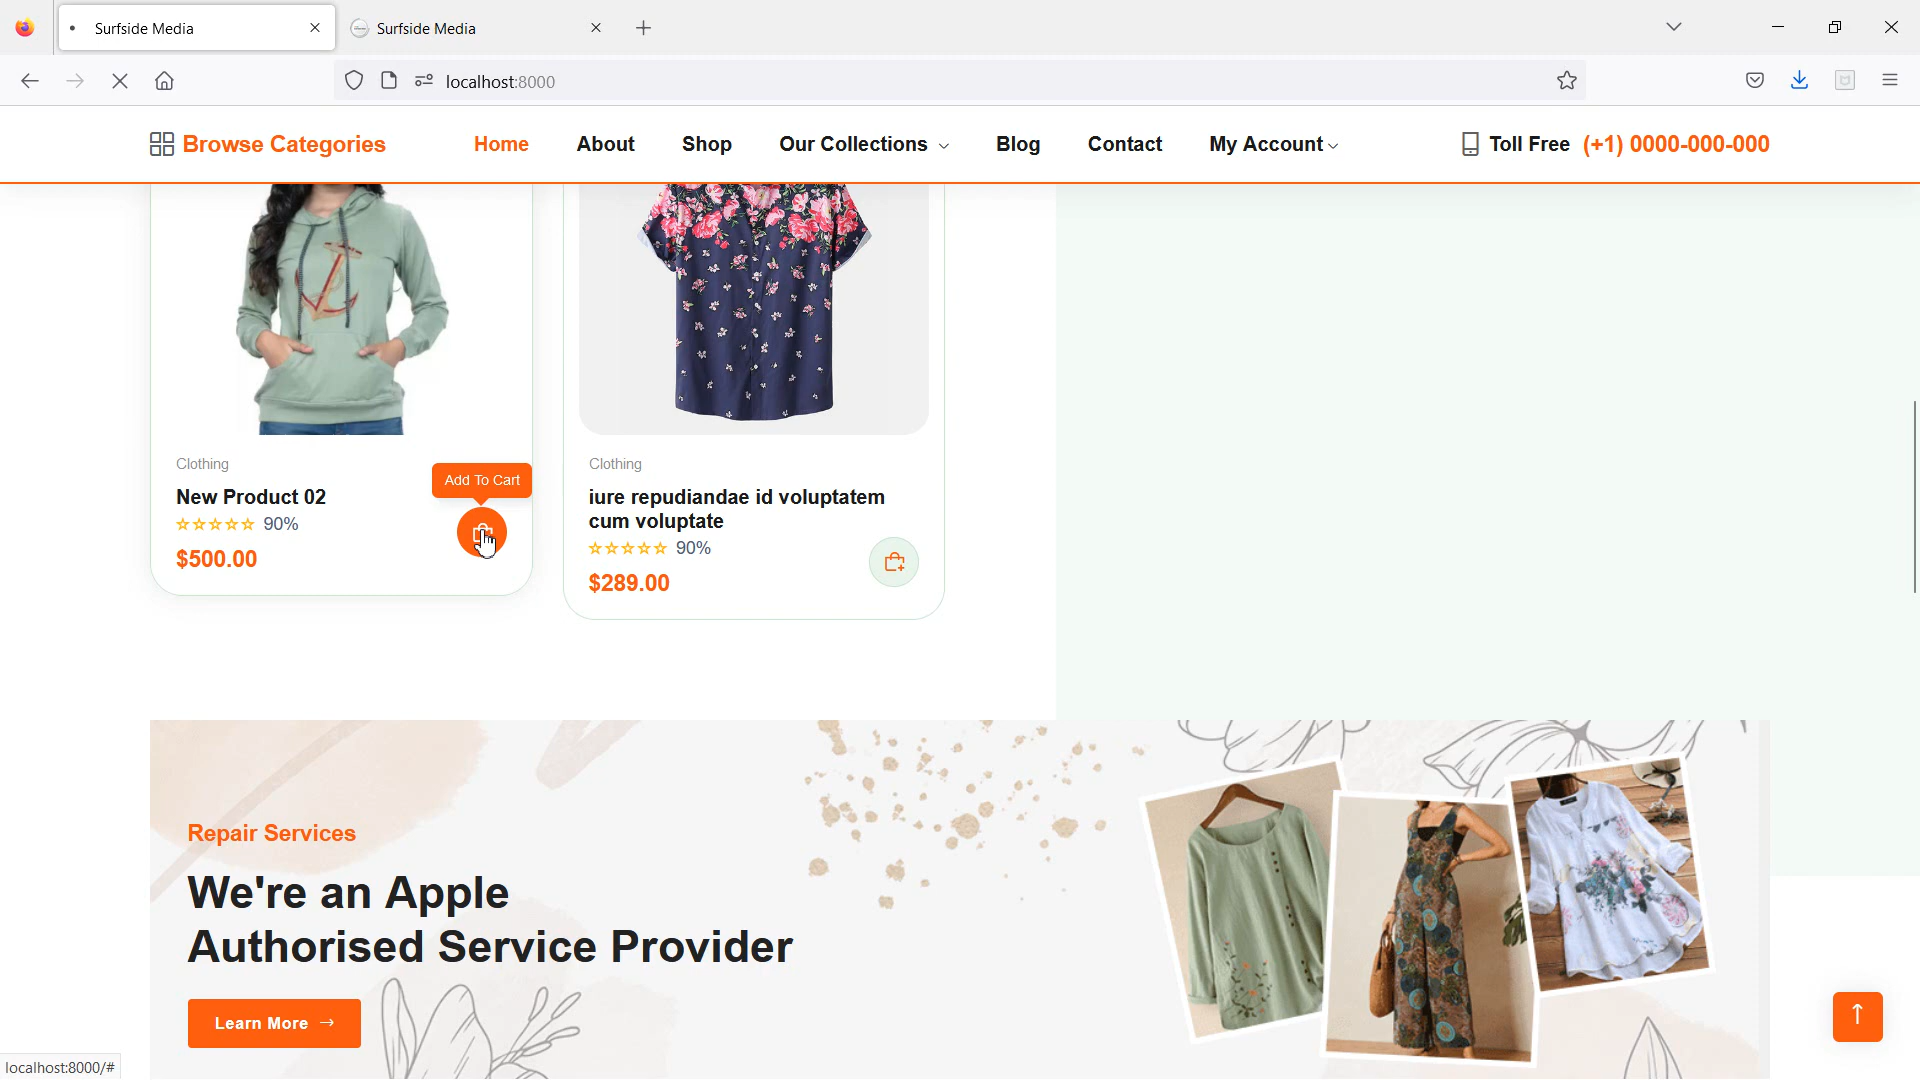 Surfside Media
Surfside Media
localhost:8000
Browse Categories
Home
About
Shop
Our Collections
Blog
Contact
My Account
Toll Free (+1) 0000-000-000
Clothing
New Product 02
90%
$500.00
Add To Cart
Clothing
iure repudiandae id voluptatem
cum voluptate
90%
$289.00
Repair Services
We're an Apple
Authorised Service Provider
Learn More →
localhost:8000/#